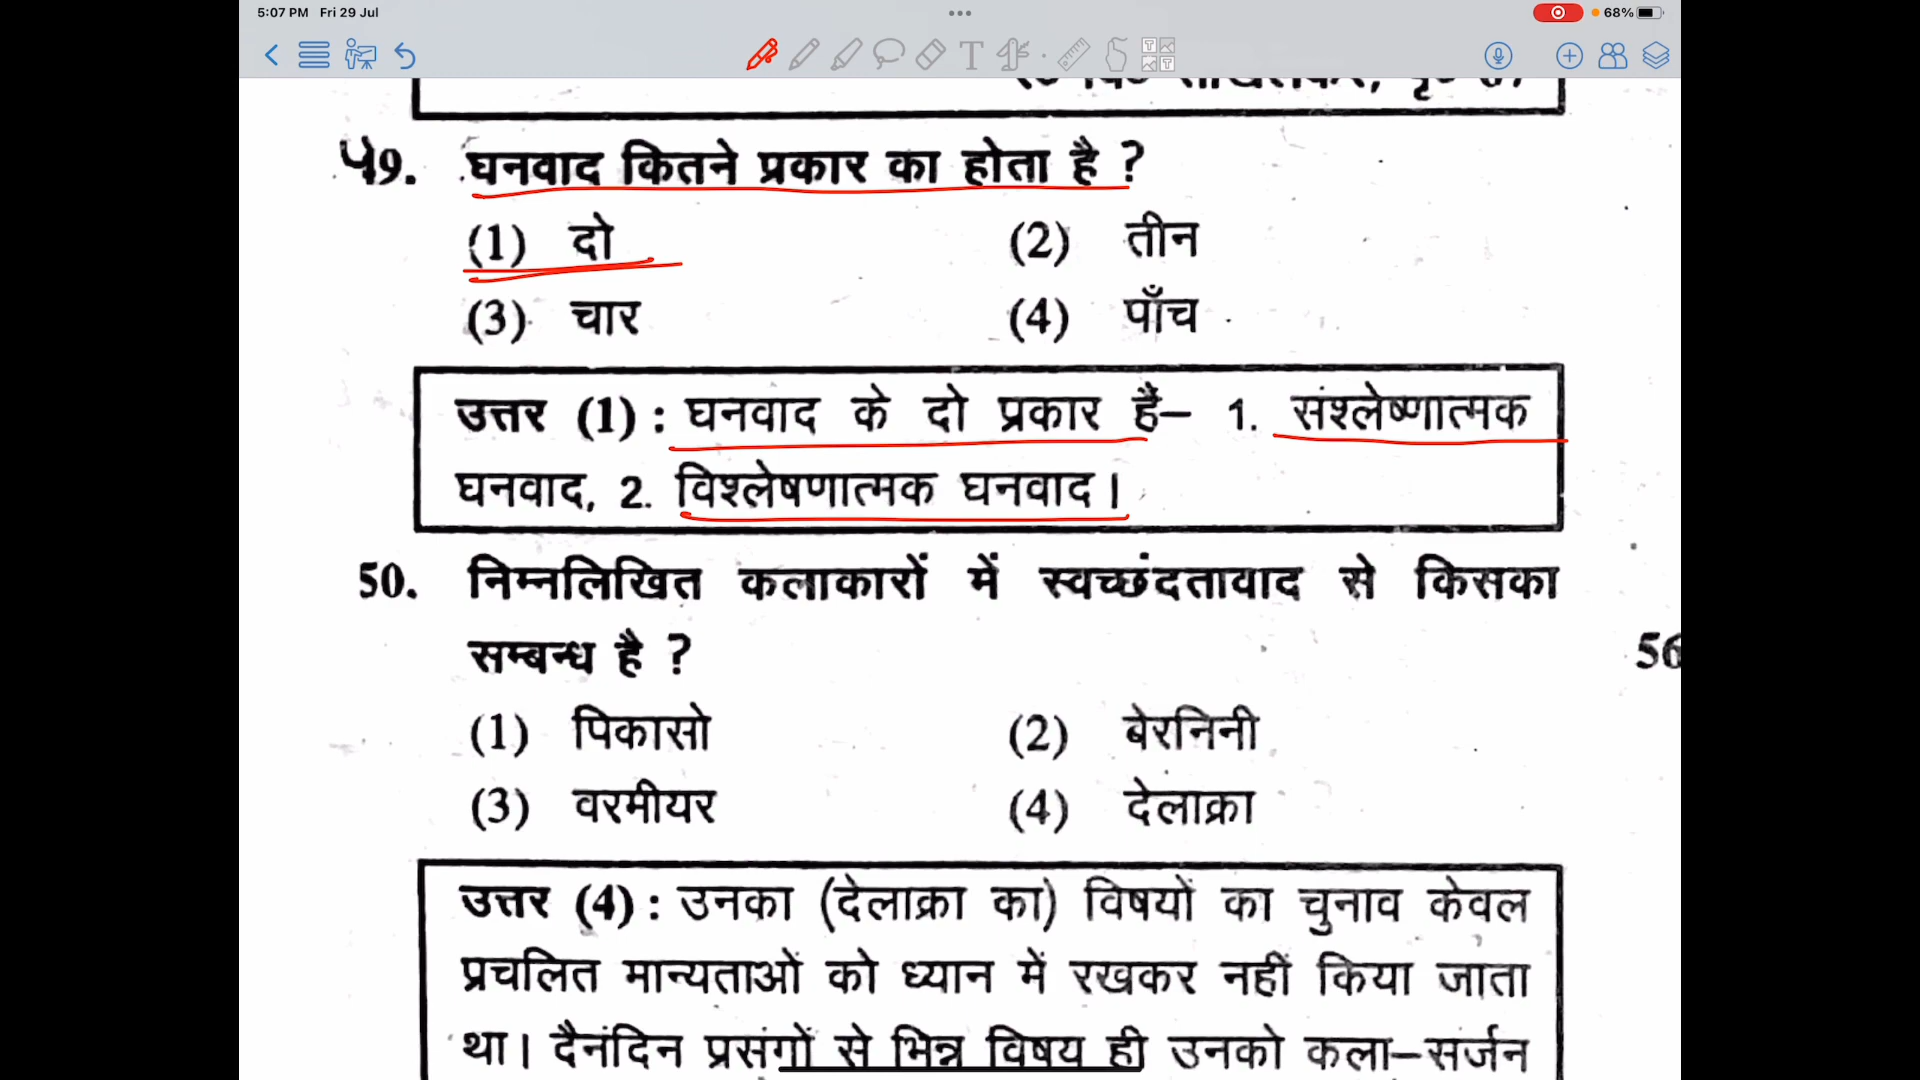 5:07 PM Fri 29 Jul
68%
49. घनवाद कितने प्रकार का होता है ?
(1) दो (2) तीन
(3) चार (4) पाँच
उत्तर (1) : घनवाद के दो प्रकार हैं– 1. संश्लेष्णात्मक
घनवाद, 2. विश्लेषणात्मक घनवाद।
50. निम्नलिखित कलाकारों में स्वच्छंदतावाद से किसका
सम्बन्ध है ?
56
(1) पिकासो (2) बेरनिनी
(3) वरमीयर (4) देलाक्रा
उत्तर (4) : उनका (देलाक्रा का) विषयों का चुनाव केवल
प्रचलित मान्यताओं को ध्यान में रखकर नहीं किया जाता
था। दैनंदिन प्रसंगों से भिन्न विषय ही उनको कला–सर्जन